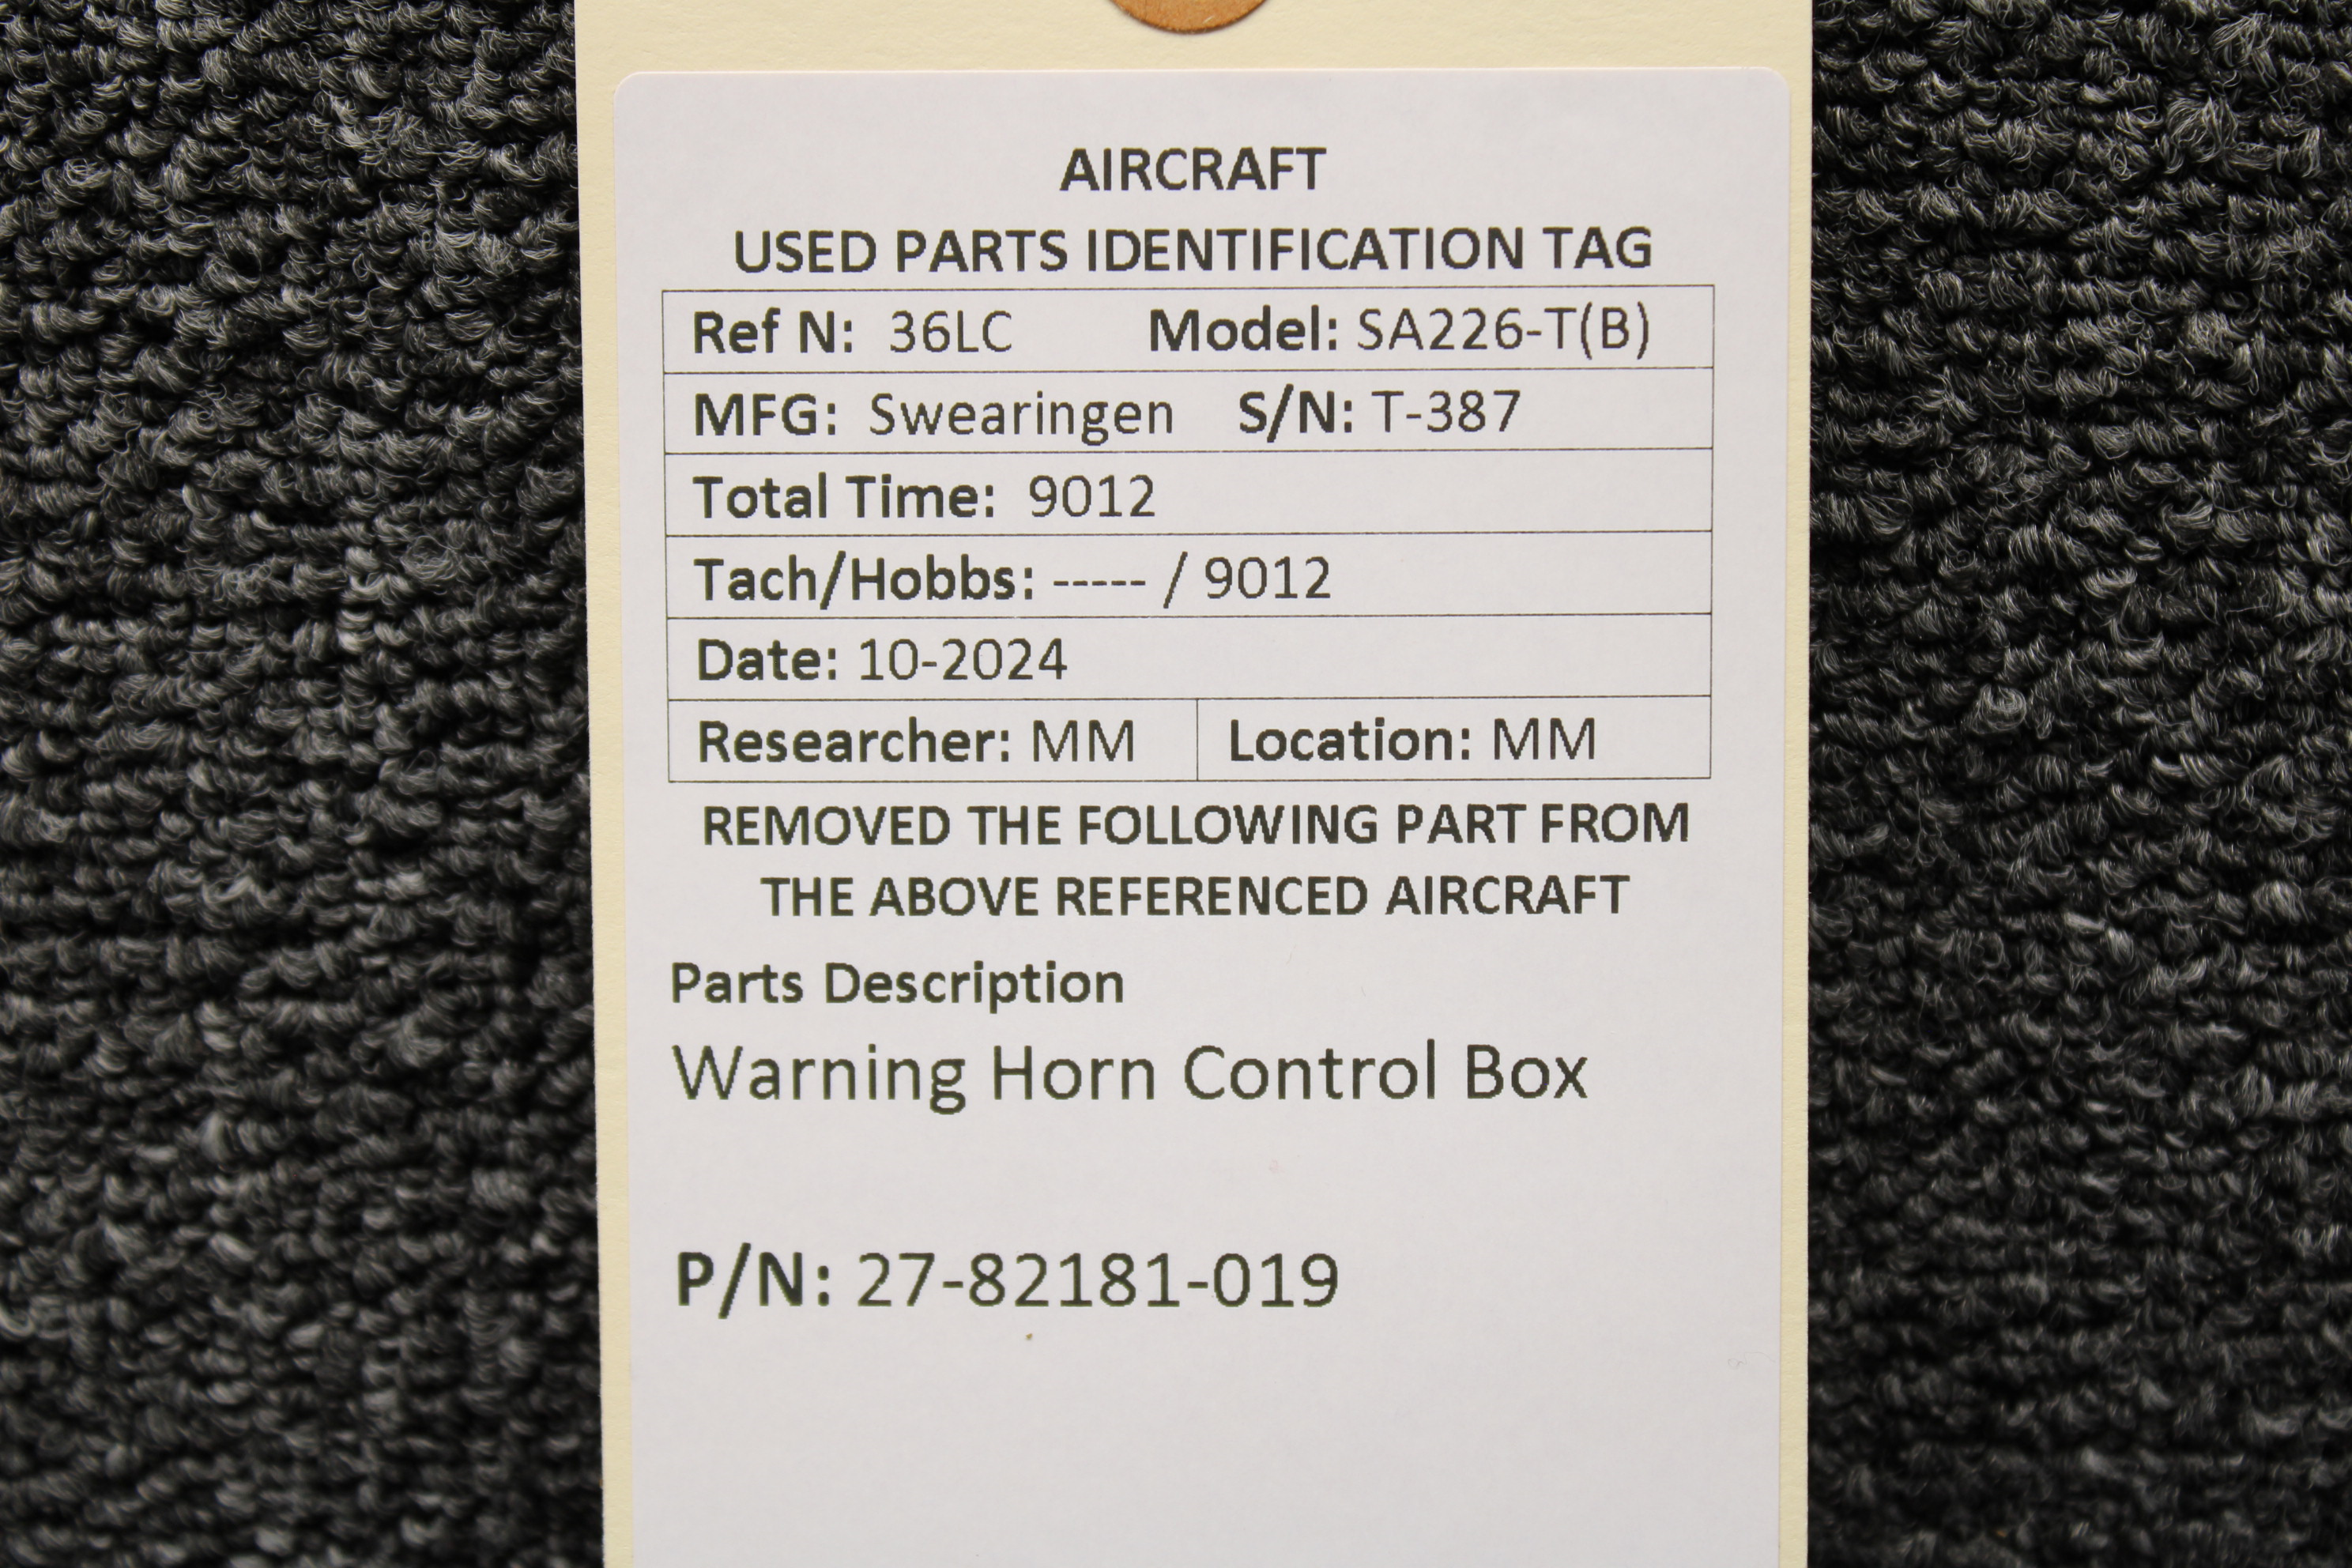 AIRCRAFT
USED PARTS IDENTIFICATION TAG
Ref N: 36LC Model: SA226-T(B)
MFG: Swearingen S/N: T-387
Total Time: 9012
Tach/Hobbs: ----- / 9012
Date: 10-2024
Researcher: MM Location: MM
REMOVED THE FOLLOWING PART FROM
THE ABOVE REFERENCED AIRCRAFT
Parts Description
Warning Horn Control Box
P/N: 27-82181-019